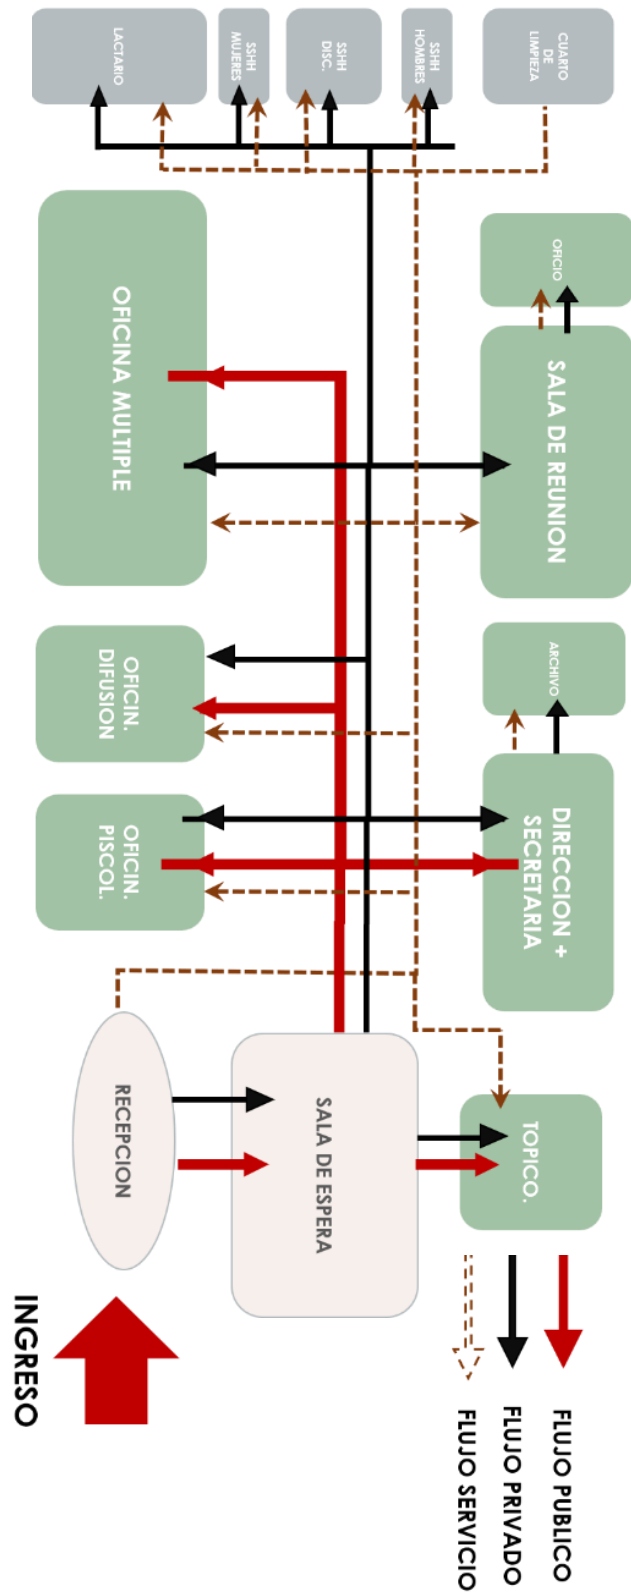 LACTARIO
SSHH
MUJERES
SSHH
DISC.
SSHH
HOMBRES
CUARTO
DE
LIMPIEZA
OFICINA MULTIPLE
OFICIO
SALA DE REUNION
OFICIN.
DIFUSION
ARCHIVO
OFICIN.
PISCOL.
DIRECCION +
SECRETARIA
RECEPCION
SALA DE ESPERA
TOPICO.
INGRESO
FLUJO PUBLICO
FLUJO PRIVADO
FLUJO SERVICIO